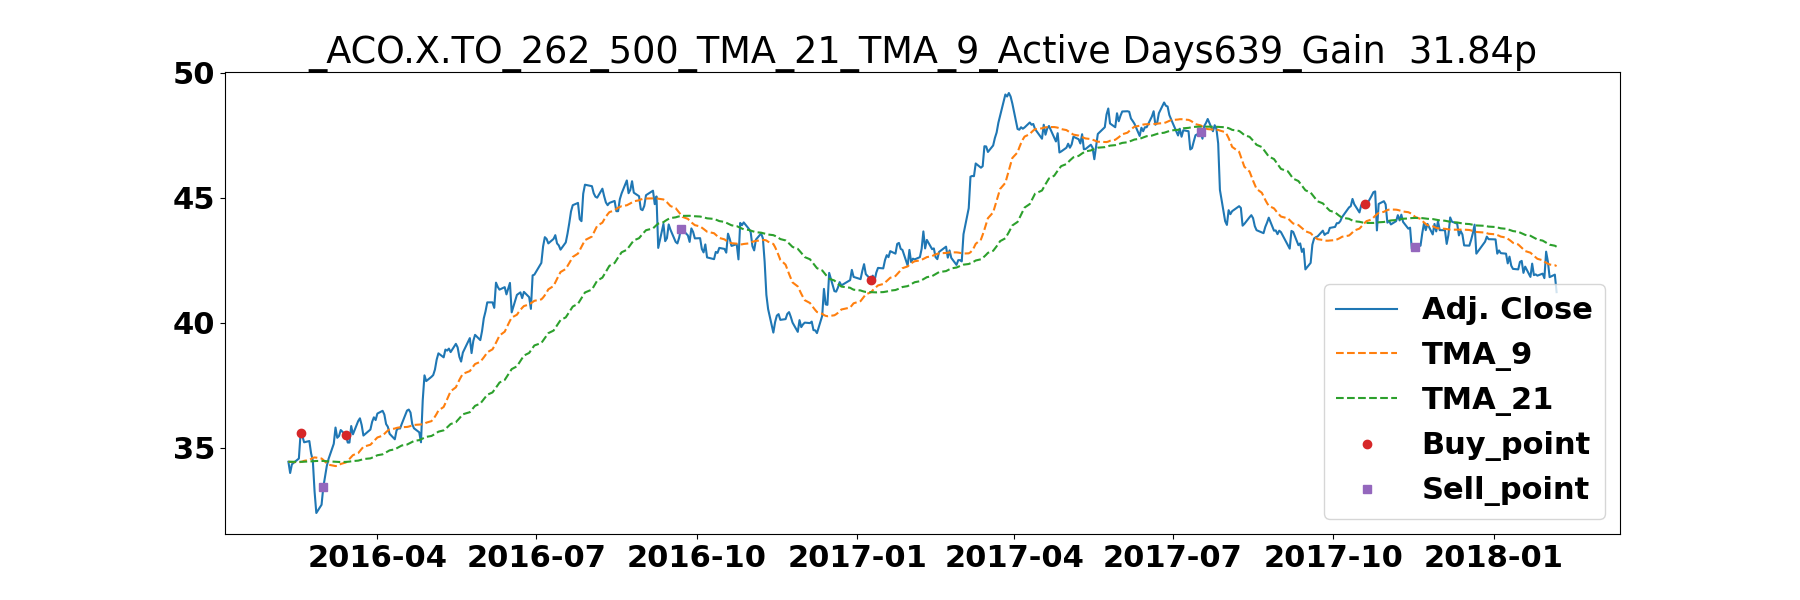 _ACO.X.TO_262_500_TMA_21_TMA_9_Active Days639_Gain  31.84p
50
45
40
35
2016-04 2016-07 2016-10 2017-01 2017-04 2017-07 2017-10 2018-01
Adj. Close
TMA_9
TMA_21
Buy_point
Sell_point